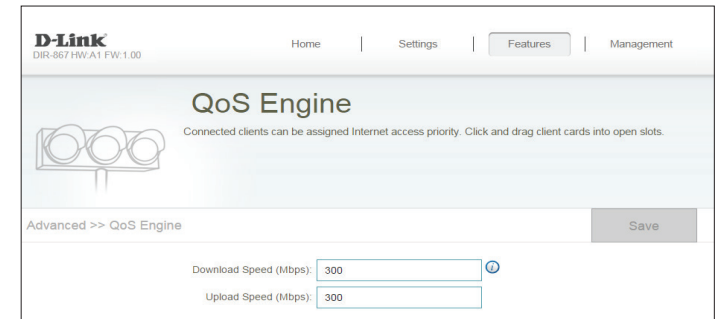 D-Link
DIR-867 HW:A1 FW:1.00
Home | Settings | Features | Management
QoS Engine
Connected clients can be assigned Internet access priority. Click and drag client cards into open slots.
Advanced >> QoS Engine
Save
Download Speed (Mbps): 300 i
Upload Speed (Mbps): 300